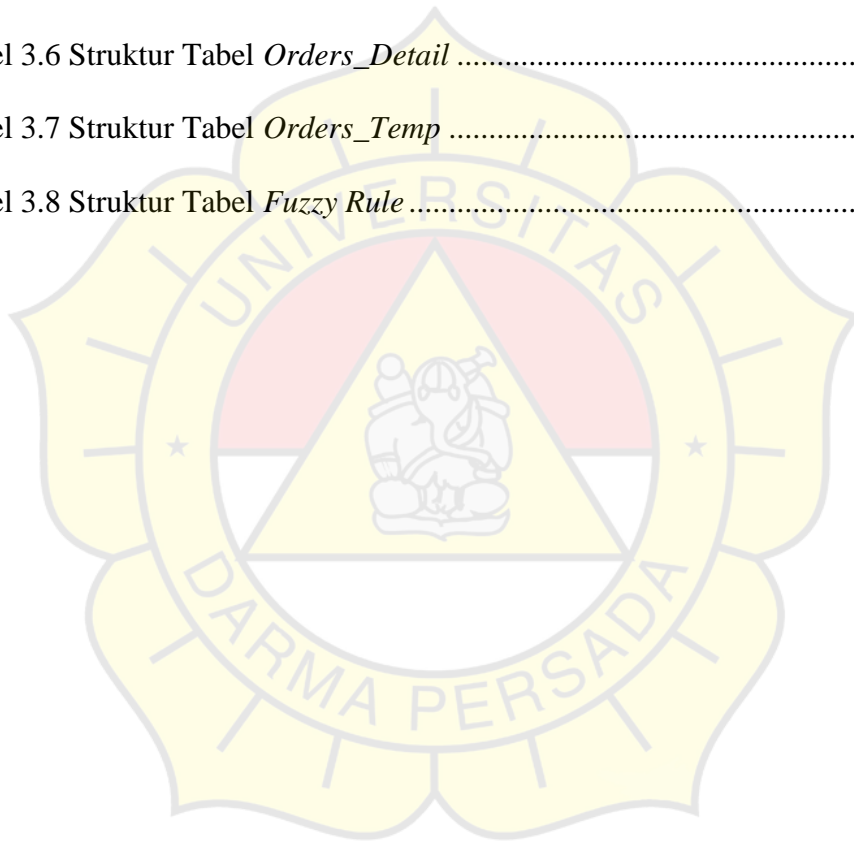 el 3.6 Struktur Tabel Orders_Detail ..................................................
el 3.7 Struktur Tabel Orders_Temp ...................................................
el 3.8 Struktur Tabel Fuzzy Rule ........................................................
UNIVERSITAS
DARMA PERSADA